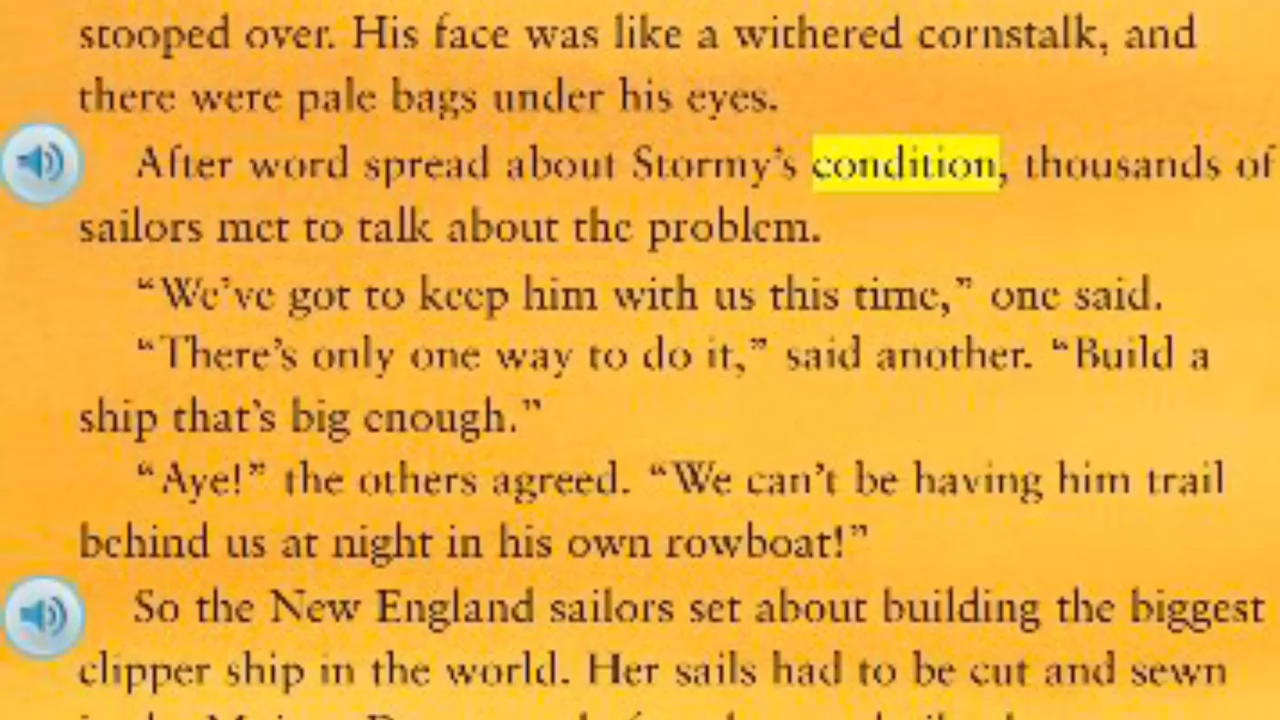 stooped over. His face was like a withered cornstalk, and
there were pale bags under his eyes.
After word spread about Stormy's condition, thousands of
sailors met to talk about the problem.
“We've got to keep him with us this time,” one said.
“There's only one way to do it,” said another. “Build a
ship that's big enough.”
“Aye!” the others agreed. “We can't be having him trail
behind us at night in his own rowboat!”
So the New England sailors set about building the biggest
clipper ship in the world. Her sails had to be cut and sewn